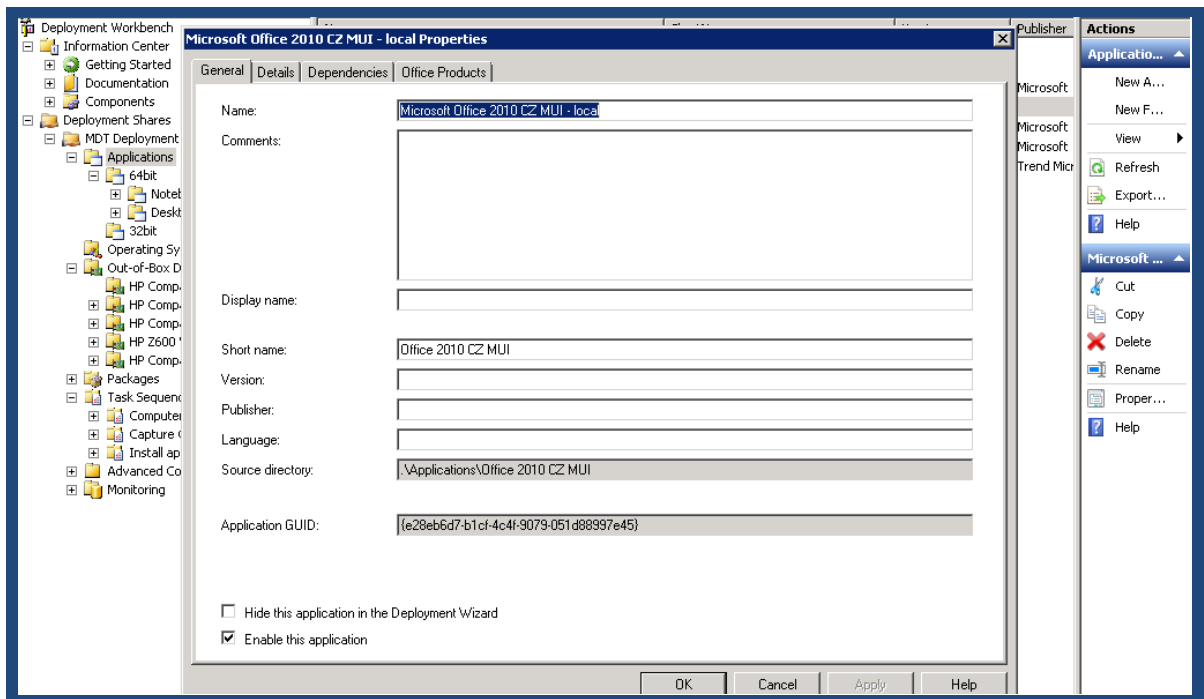 Deployment Workbench
Information Center
Getting Started
Documentation
Components
Deployment Shares
MDT Deployment
Applications
64bit
Noteb
Deskt
32bit
Operating Sy
Out-of-Box D
HP Comp
HP Comp
HP Comp
HP Z600
HP Comp
Packages
Task Sequenc
Computer
Capture
Install ap
Advanced Co
Monitoring
Microsoft Office 2010 CZ MUI - local Properties
General
Details
Dependencies
Office Products
Name:
Microsoft Office 2010 CZ MUI - local
Comments:
Display name:
Short name:
Office 2010 CZ MUI
Version:
Publisher:
Language:
Source directory:
.\Applications\Office 2010 CZ MUI
Application GUID:
{e28eb6d7-b1cf-4c4f-9079-051d88997e45}
Hide this application in the Deployment Wizard
Enable this application
OK
Cancel
Apply
Help
Publisher
Microsoft
Microsoft
Microsoft
Trend Micr
Actions
Applicatio...
New A...
New F...
View
Refresh
Export...
Help
Microsoft ...
Cut
Copy
Delete
Rename
Proper...
Help